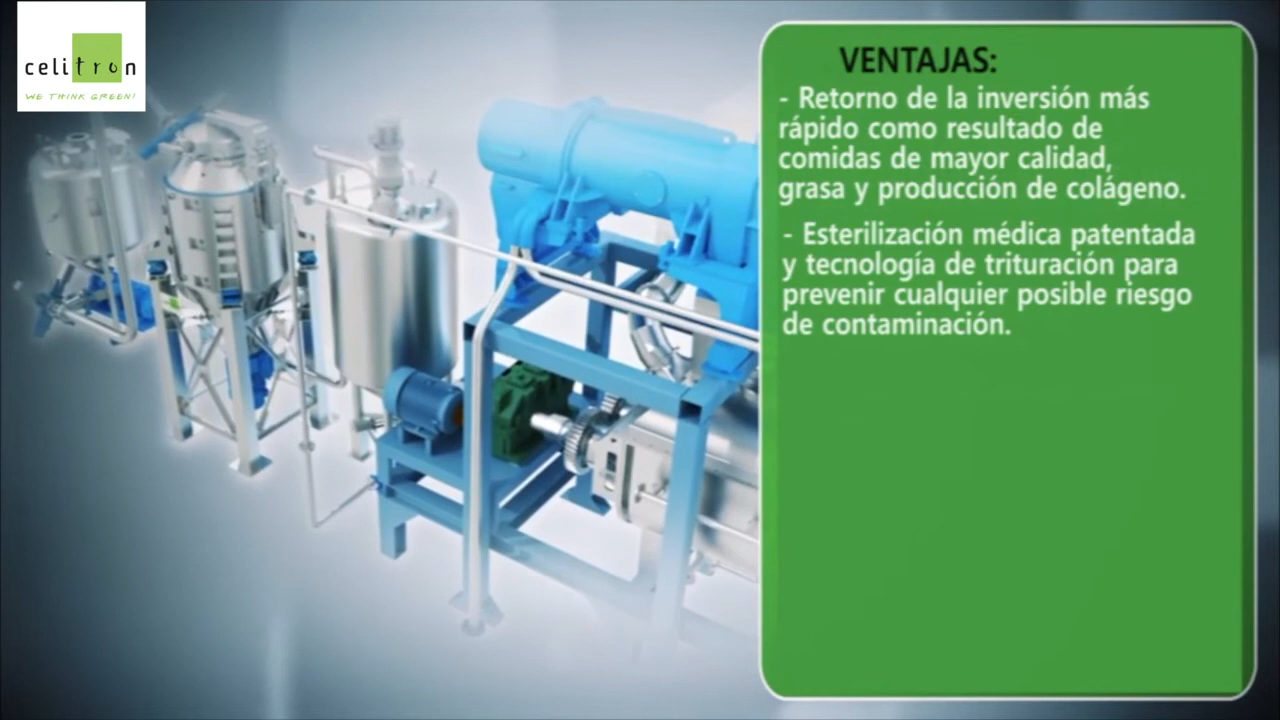 celitron
WE THINK GREEN!
VENTAJAS:
- Retorno de la inversión más
rápido como resultado de
comidas de mayor calidad,
grasa y producción de colágeno.
- Esterilización médica patentada
y tecnología de trituración para
prevenir cualquier posible riesgo
de contaminación.